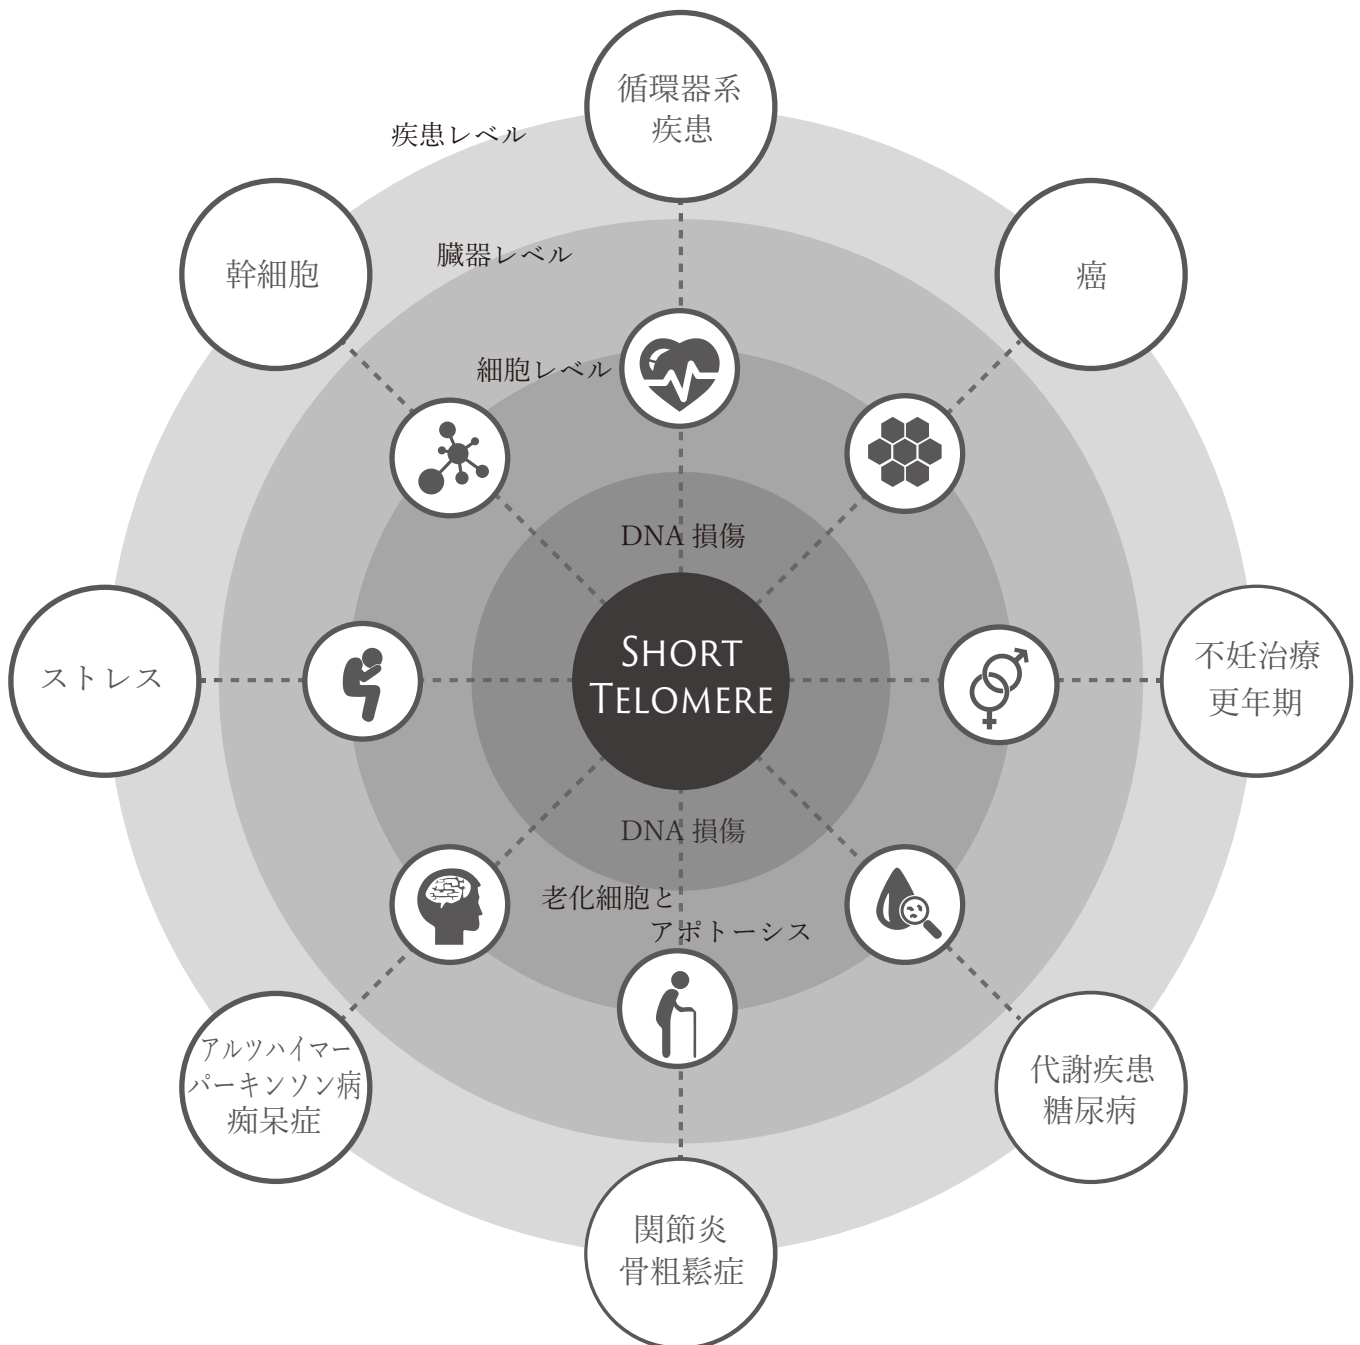 循環器系
疾患
疾患レベル
臓器レベル
幹細胞
癌
細胞レベル
DNA 損傷
SHORT
TELOMERE
ストレス
不妊治療
更年期
DNA 損傷
老化細胞と
アポトーシス
アルツハイマー
パーキンソン病
痴呆症
代謝疾患
糖尿病
関節炎
骨粗鬆症